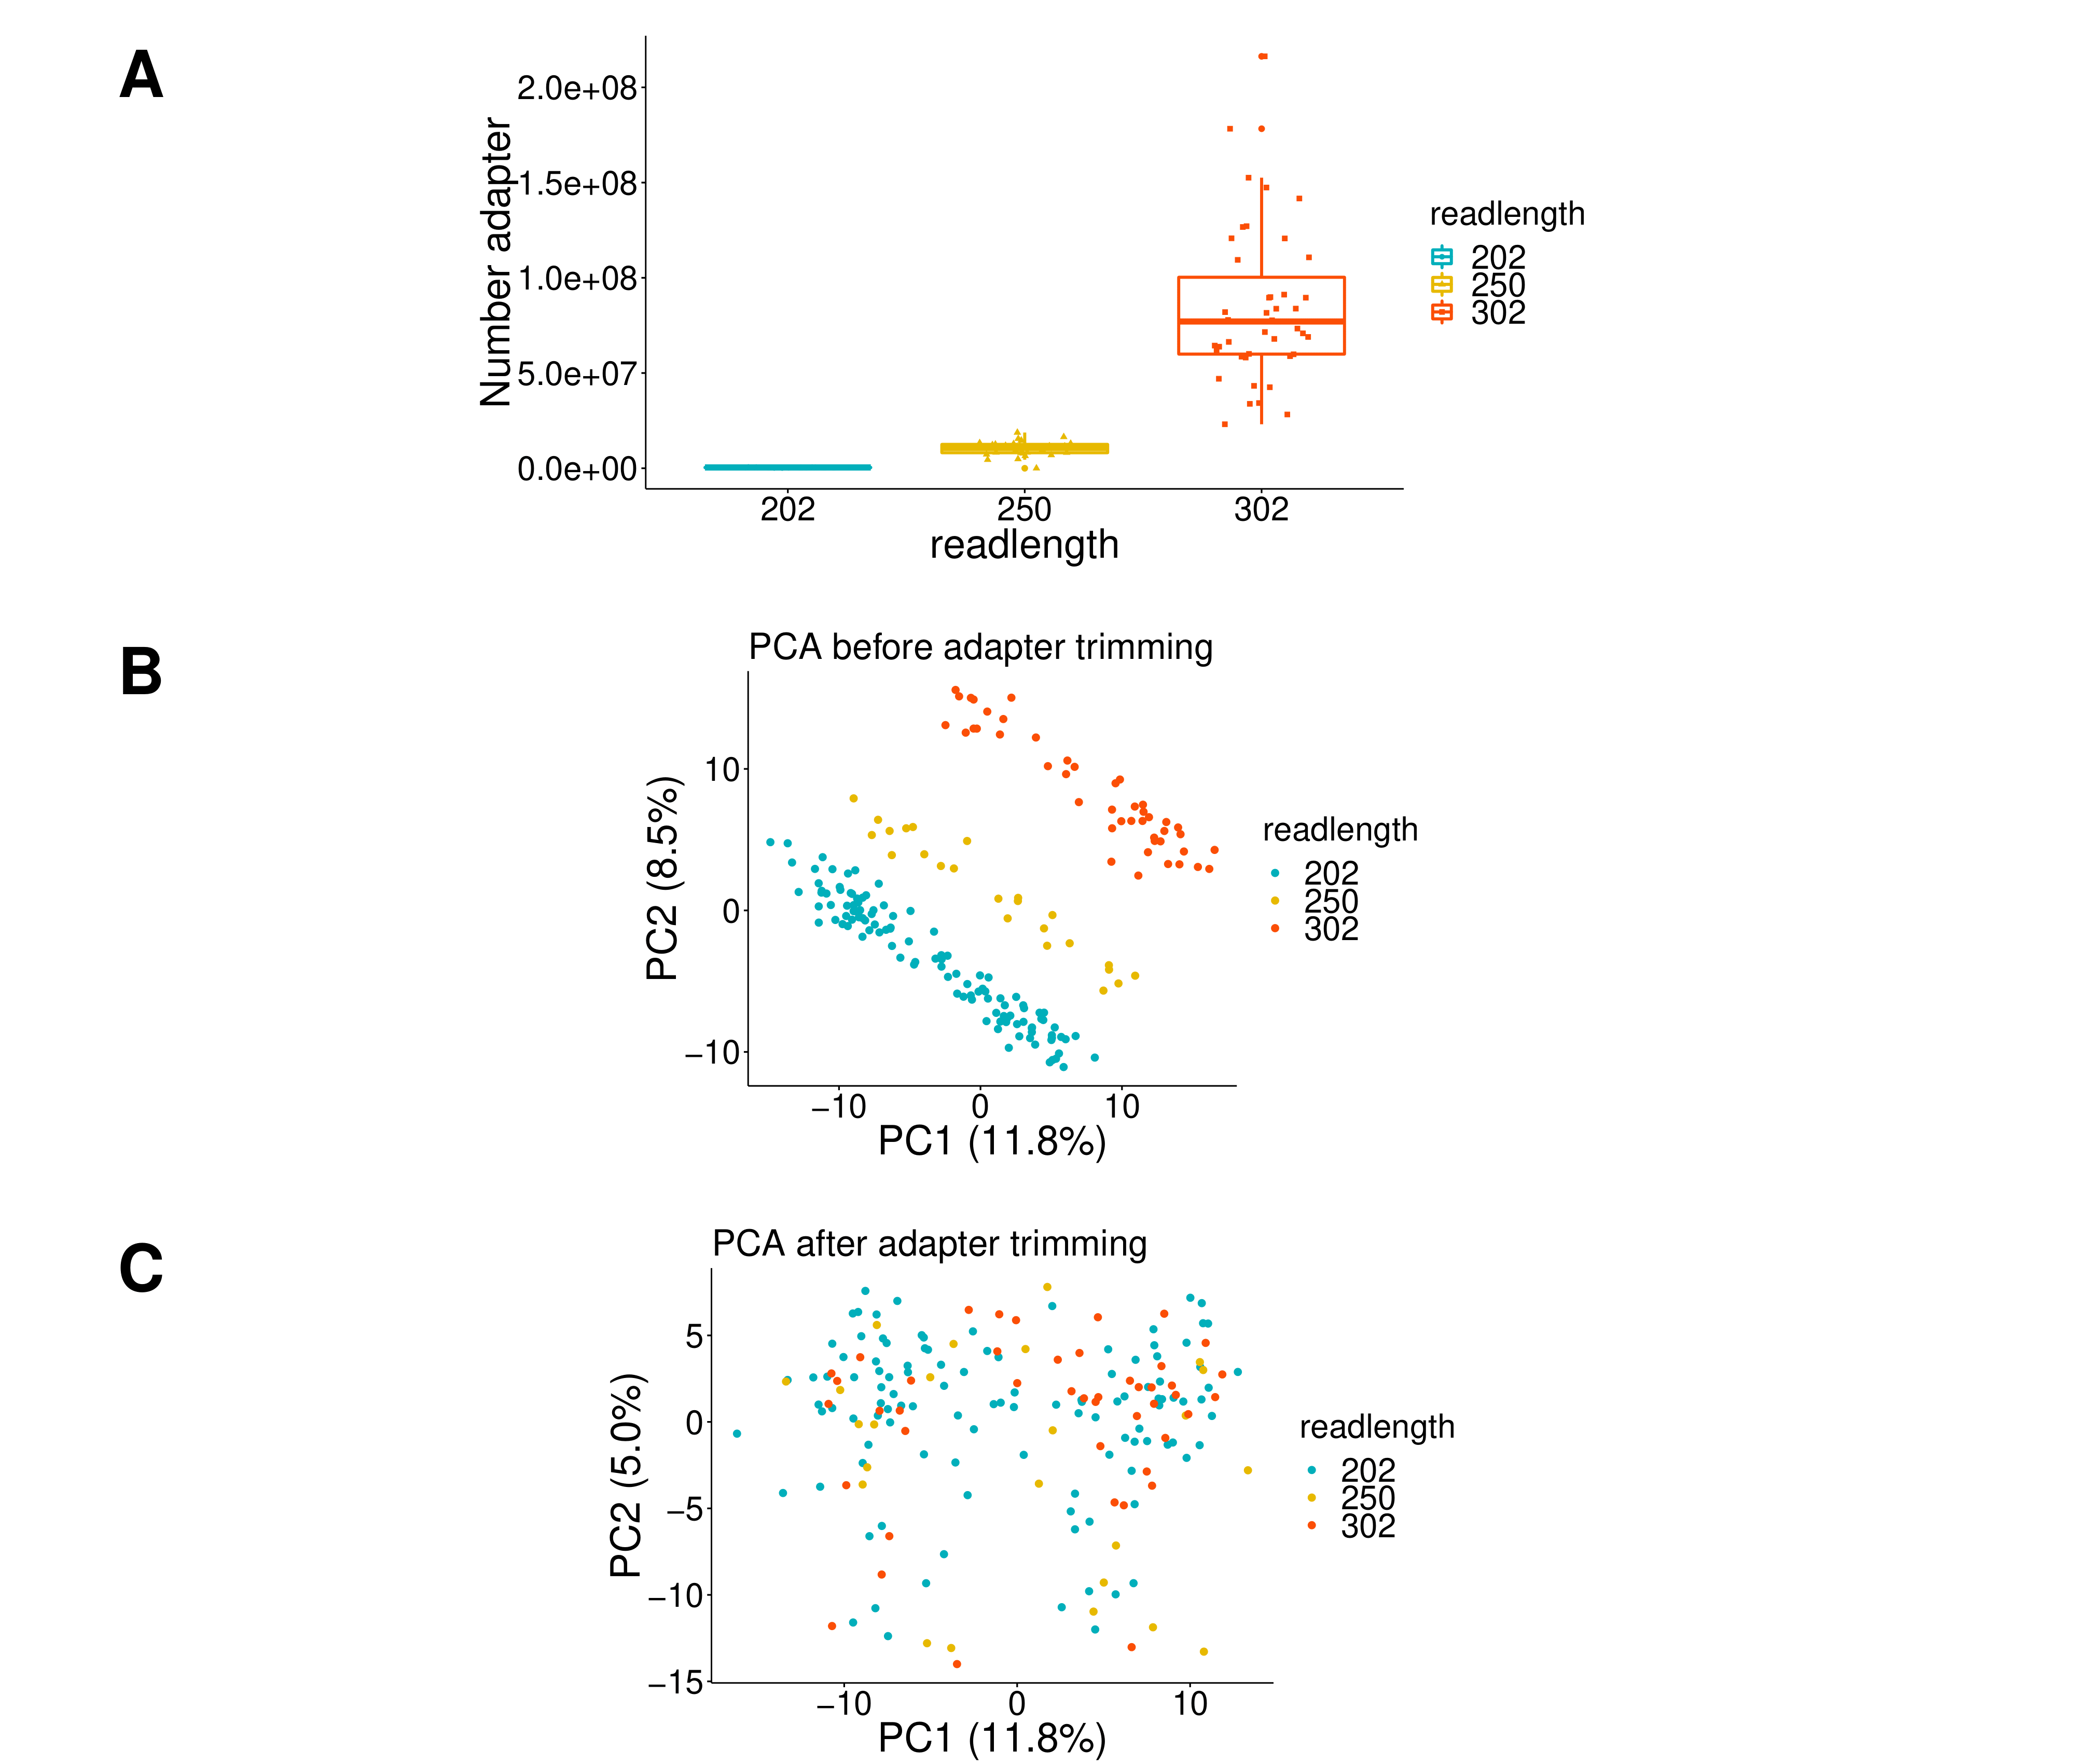 A
2.0e+08
1.5e+08
1.0e+08
5.0e+07
0.0e+00
Number adapter
202
250
302
readlength
readlength
202
250
302
B
PCA before adapter trimming
10
0
−10
PC2 (8.5%)
−10
0
10
PC1 (11.8%)
readlength
202
250
302
C
PCA after adapter trimming
5
0
−5
−10
−15
PC2 (5.0%)
−10
0
10
PC1 (11.8%)
readlength
202
250
302